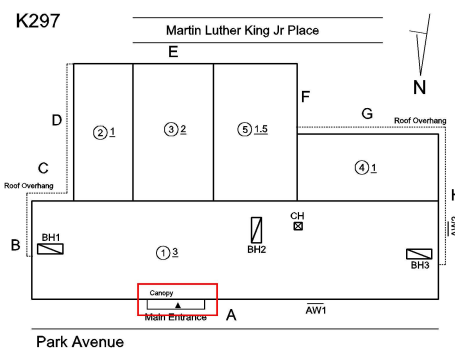 K297
Martin Luther King Jr Place
E
N
D
F
G
Roof Overhang
2 1
3 2
5 1.5
4 1
C
Roof Overhang
H
AW2
B
BH1
CH
BH2
BH3
1 3
Canopy
Main Entrance
A
AW1
Park Avenue